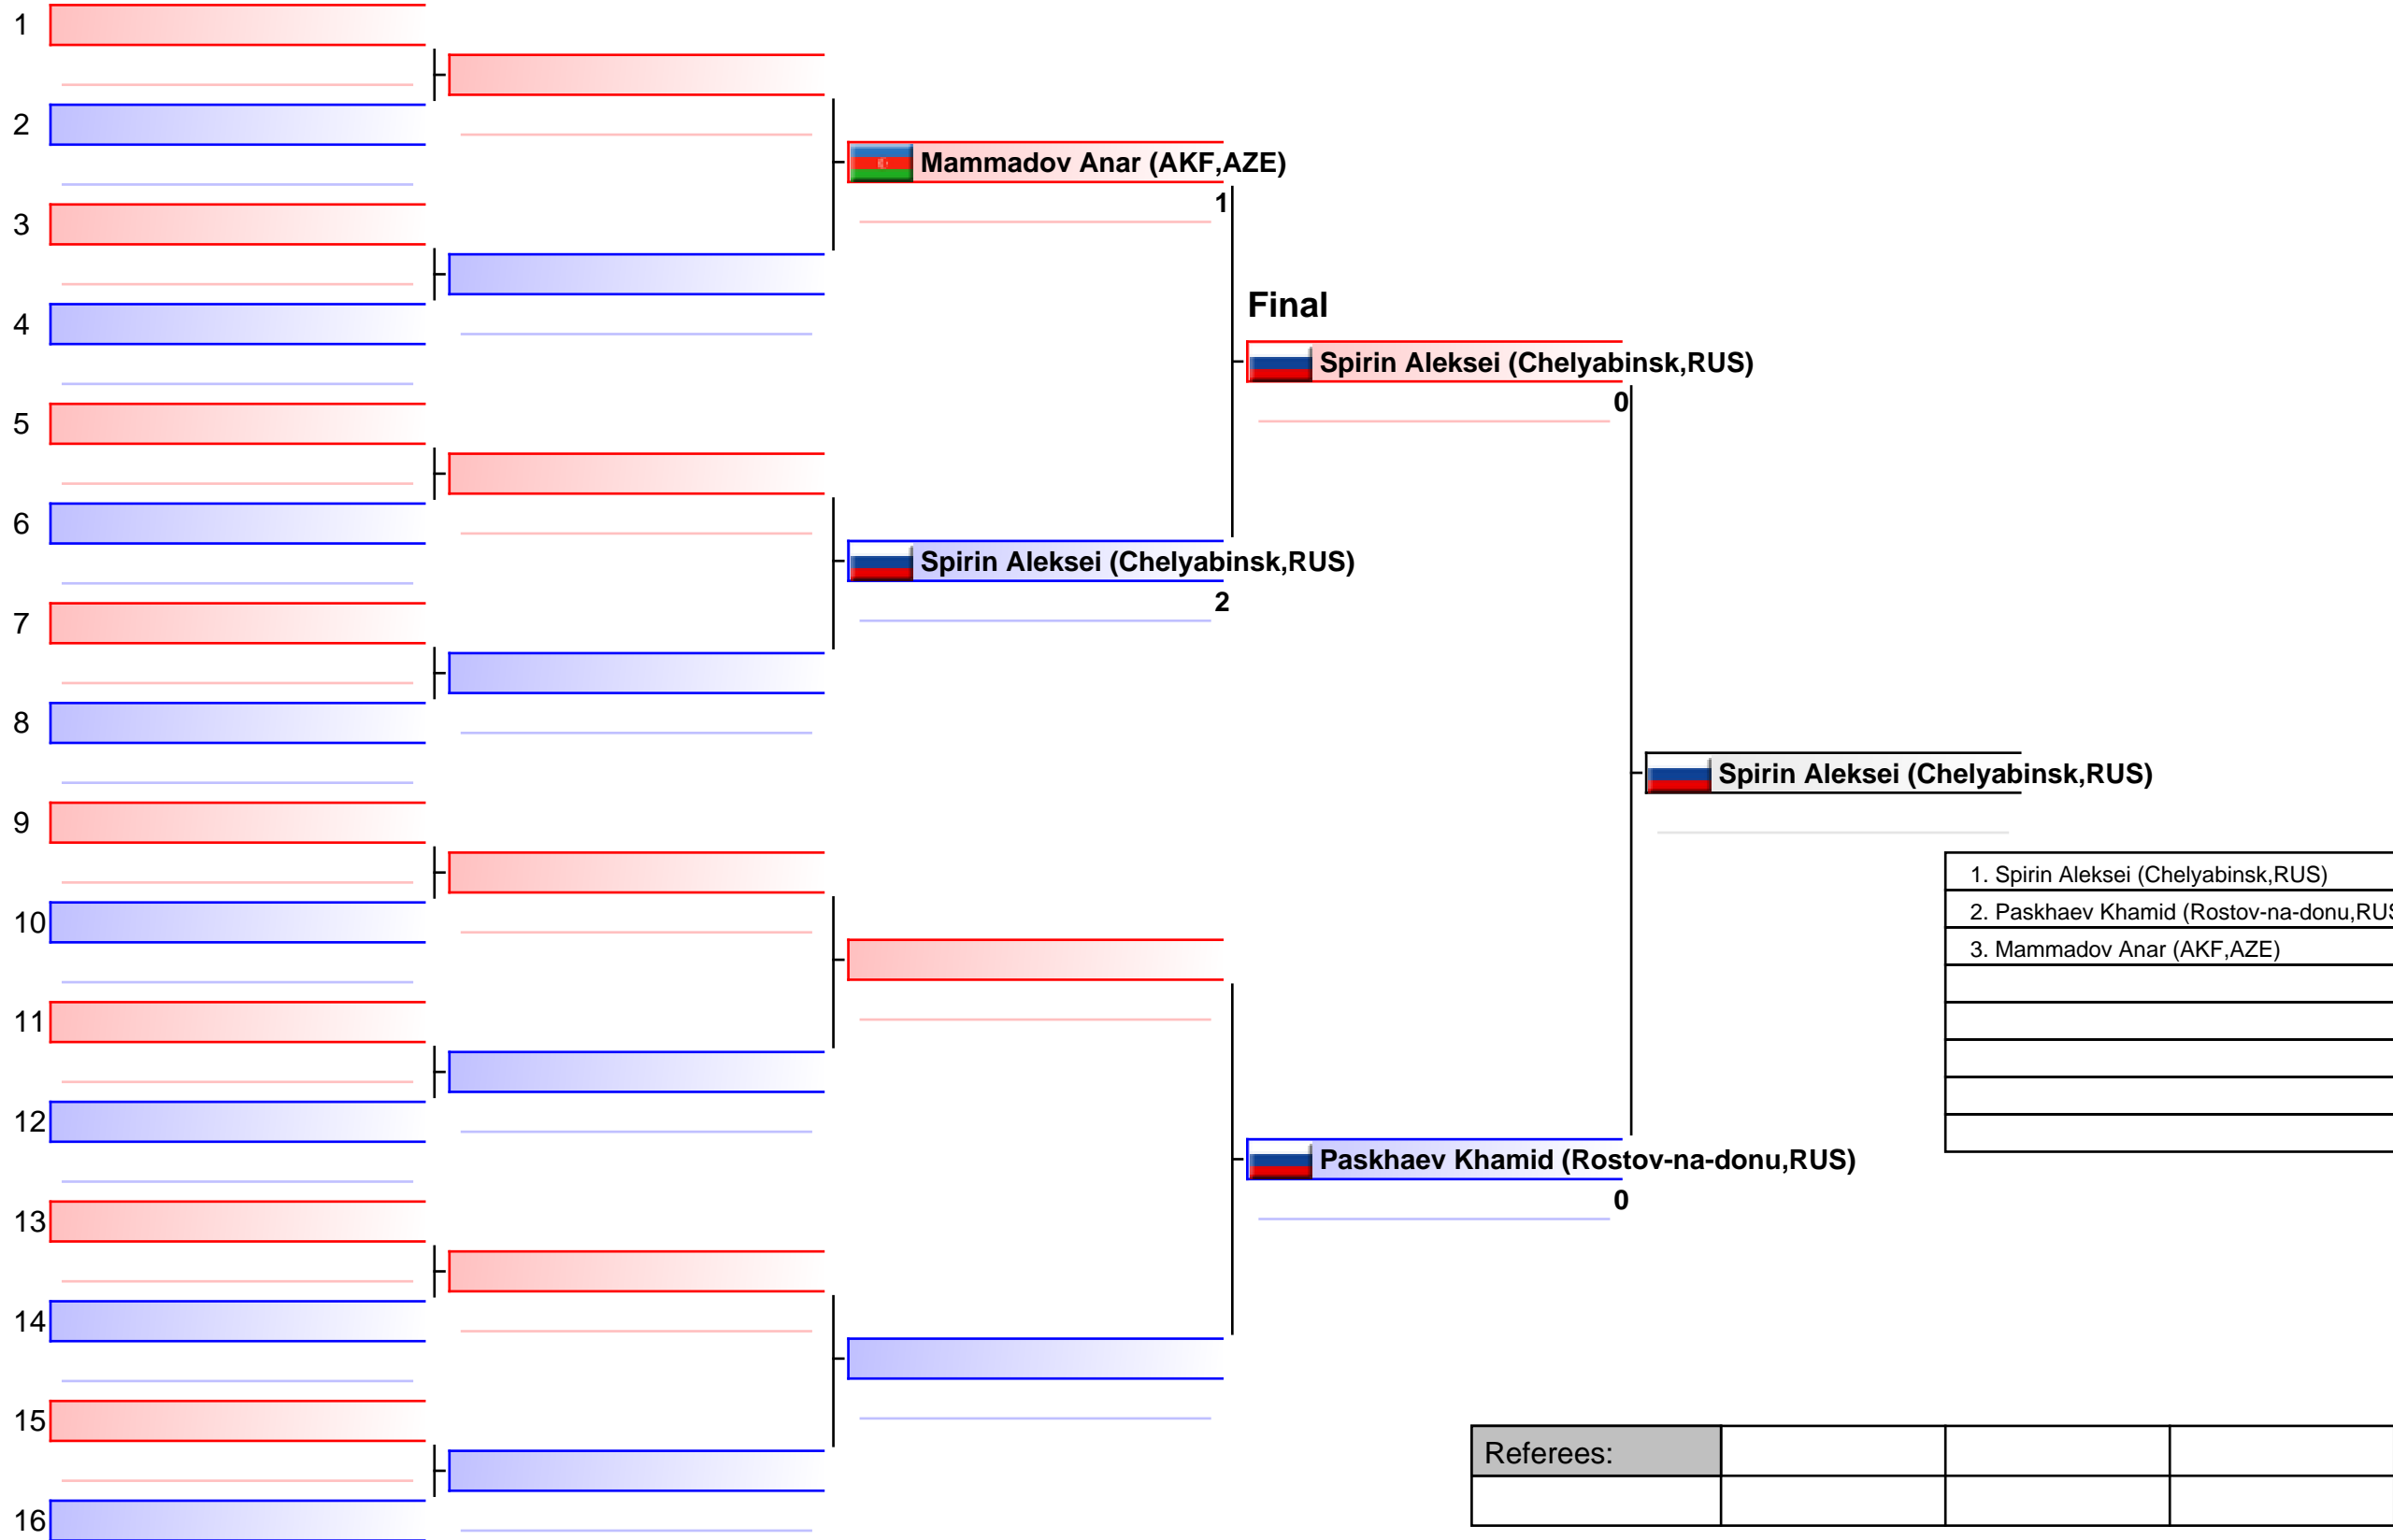 1
2
Mammadov Anar (AKF,AZE)
1
3
Final
4
Spirin Aleksei (Chelyabinsk,RUS)
0
5
6
Spirin Aleksei (Chelyabinsk,RUS)
2
7
8
Spirin Aleksei (Chelyabinsk,RUS)
9
1. Spirin Aleksei (Chelyabinsk,RUS)
2. Paskhaev Khamid (Rostov-na-donu,RUS
3. Mammadov Anar (AKF,AZE)
10
11
12
Paskhaev Khamid (Rostov-na-donu,RUS)
0
13
14
15
Referees:
16